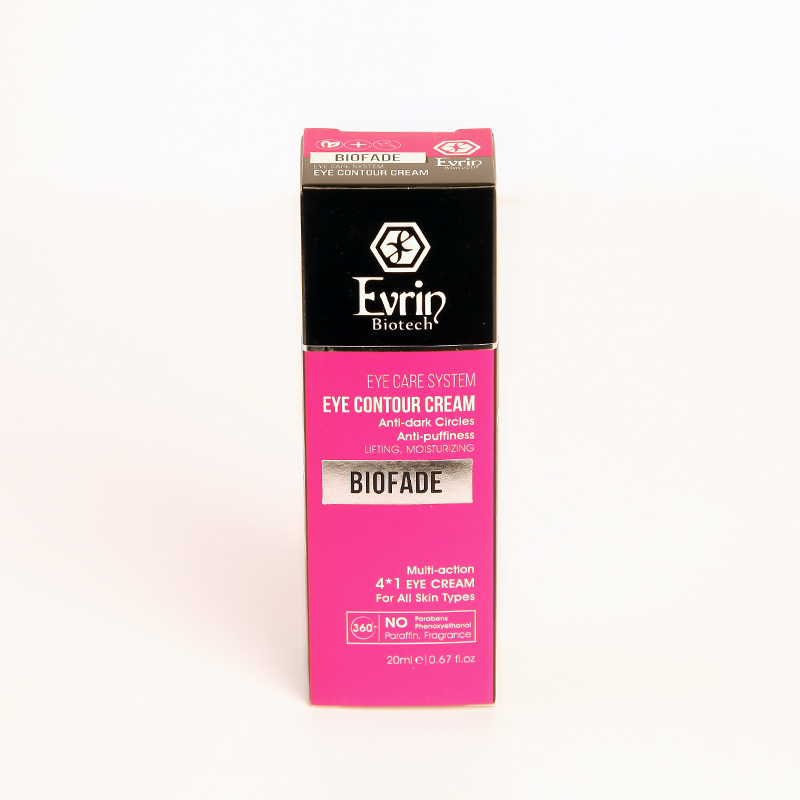 BIOFADE
EYE CARE SYSTEM
EYE CONTOUR CREAM
Evrin
Biotech
Evrin
Biotech
EYE CARE SYSTEM
EYE CONTOUR CREAM
Anti-dark Circles
Anti-puffiness
LIFTING, MOISTURIZING
BIOFADE
Multi-action
4*1 EYE CREAM
For All Skin Types
360° NO Parabens
Phenoxyethanol
Paraffin, Fragrance
20ml ℮ | 0.67 fl.oz